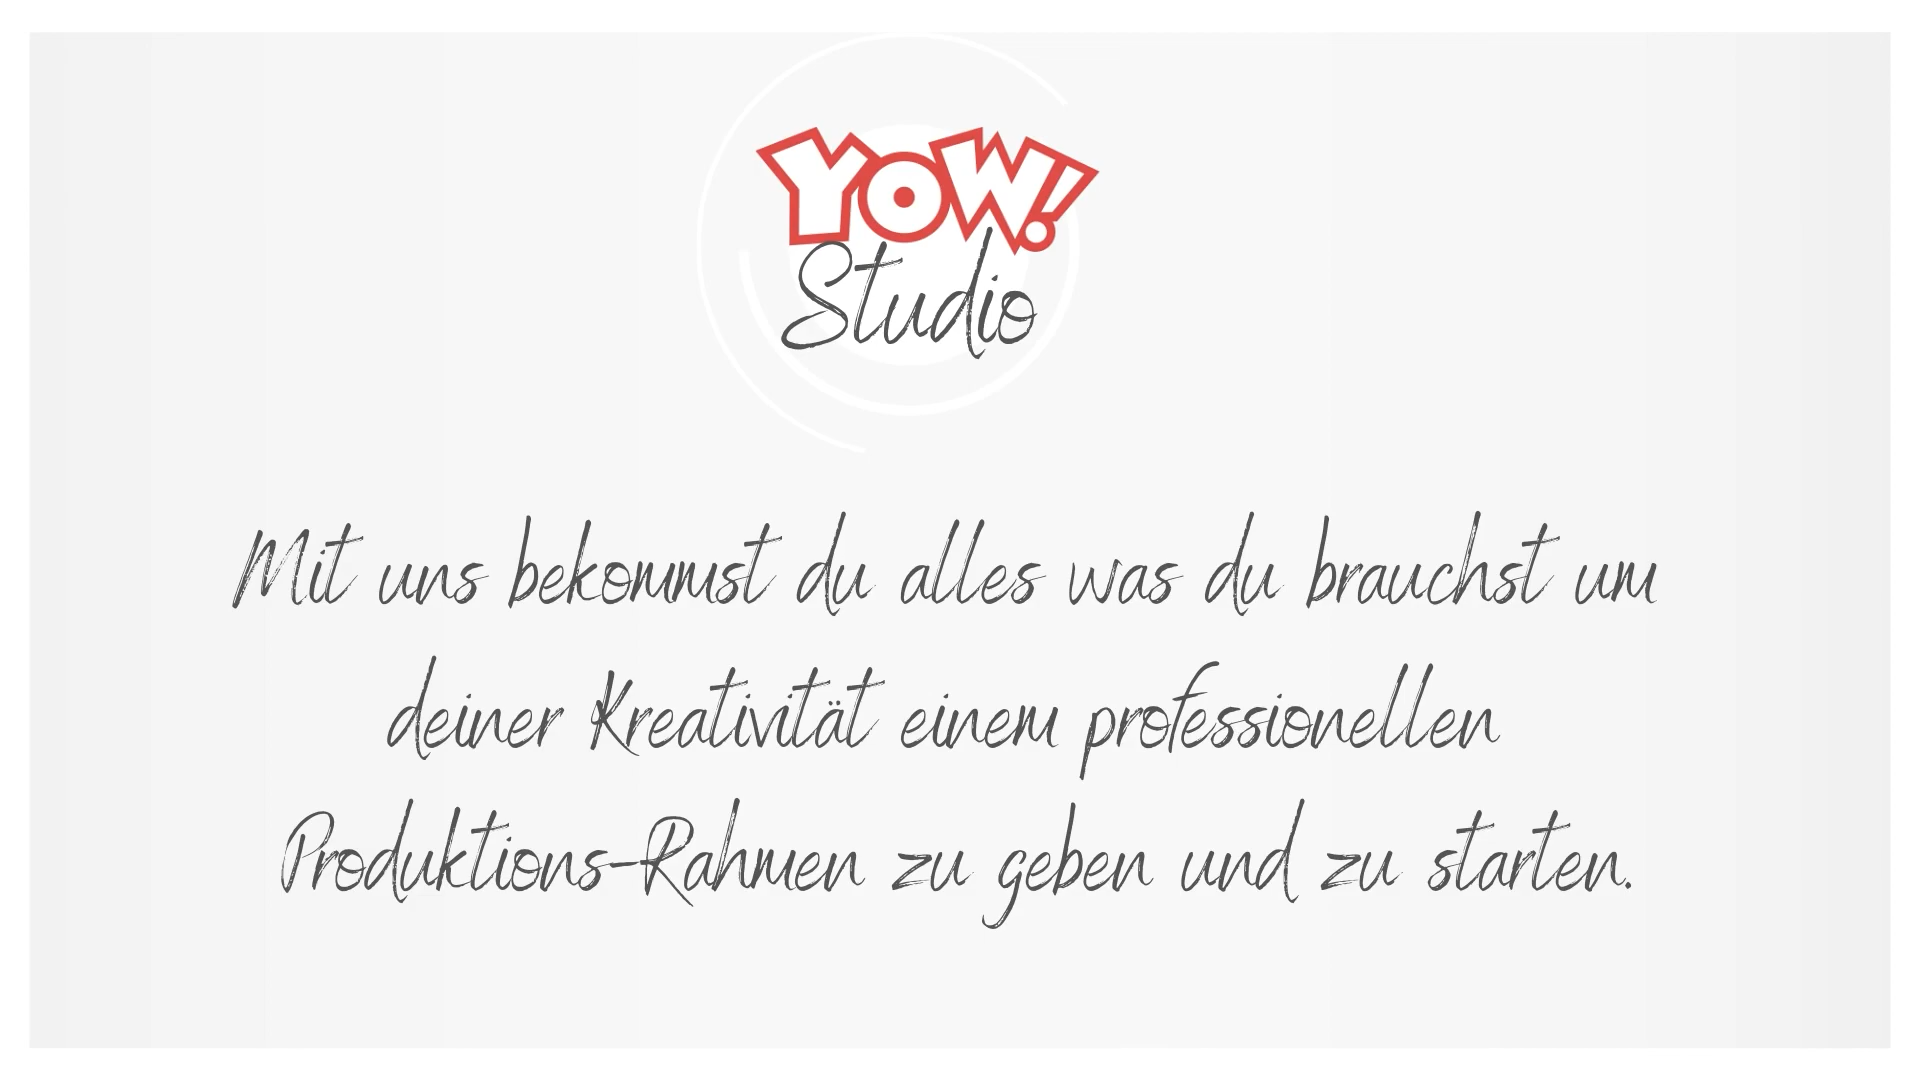 YOW!
Studio
Mit uns bekommst du alles was du brauchst um
deiner Kreativität einem professionellen
Produktions-Rahmen zu geben und zu starten.